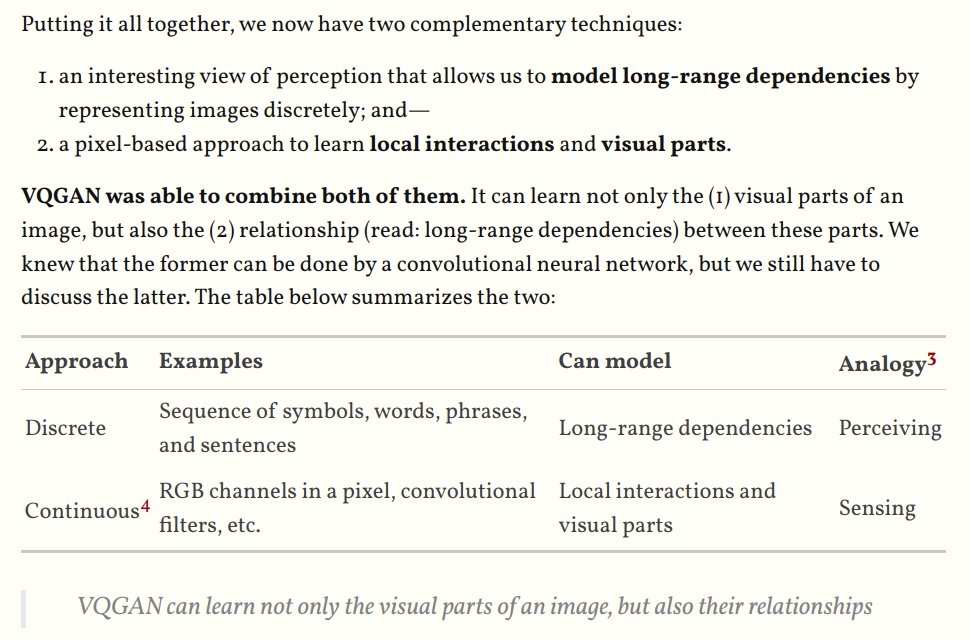 Putting it all together, we now have two complementary techniques:
1. an interesting view of perception that allows us to model long-range dependencies by
representing images discretely; and—
2. a pixel-based approach to learn local interactions and visual parts.
VQGAN was able to combine both of them. It can learn not only the (1) visual parts of an
image, but also the (2) relationship (read: long-range dependencies) between these parts. We
knew that the former can be done by a convolutional neural network, but we still have to
discuss the latter. The table below summarizes the two:
Approach Examples Can model Analogy3
Discrete Sequence of symbols, words, phrases,
and sentences Long-range dependencies Perceiving
Continuous4 RGB channels in a pixel, convolutional
filters, etc. Local interactions and
visual parts Sensing
VQGAN can learn not only the visual parts of an image, but also their relationships